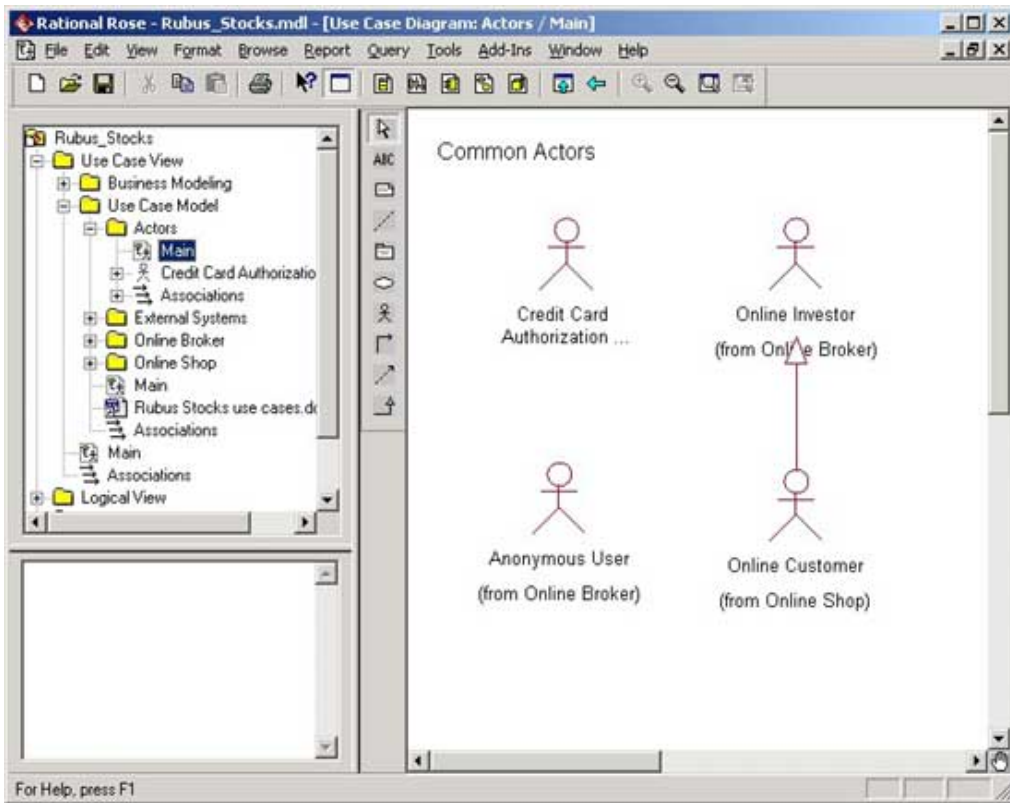 Rational Rose - Rubus_Stocks.mdl - [Use Case Diagram: Actors / Main]
File Edit View Format Browse Report Query Tools Add-Ins Window Help
Rubus_Stocks
Use Case View
Business Modeling
Use Case Model
Actors
Main
Credit Card Authorizatio
Associations
External Systems
Online Broker
Online Shop
Main
Rubus Stocks use cases.do
Associations
Main
Associations
Logical View
ABC
Common Actors
Credit Card
Authorization ...
Online Investor
(from Online Broker)
Anonymous User
(from Online Broker)
Online Customer
(from Online Shop)
For Help, press F1